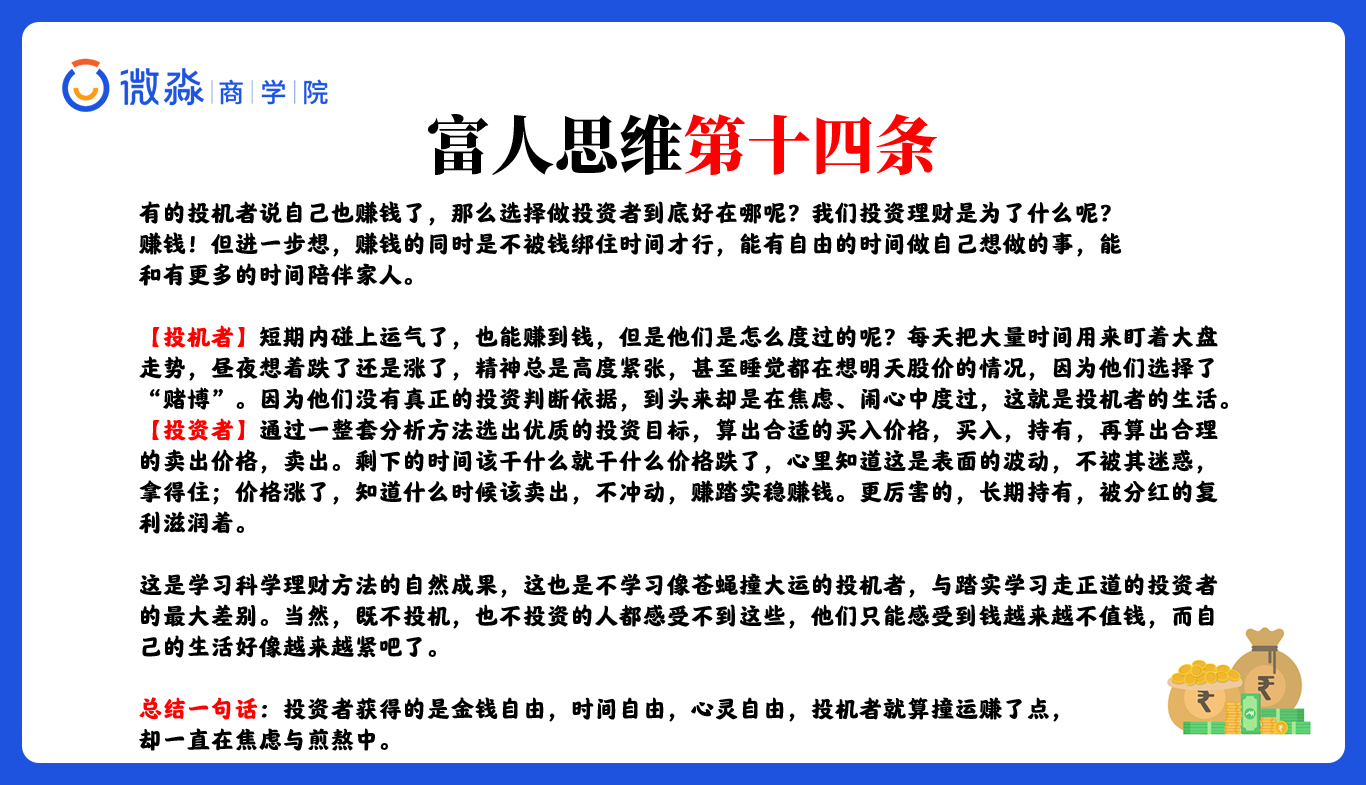 微淼|商|学|院
富人思维第十四条
有的投机者说自己也赚钱了，那么选择做投资者到底好在哪呢？我们投资理财是为了什么呢？
赚钱！但进一步想，赚钱的同时是不被钱绑住时间才行，能有自由的时间做自己想做的事，能
和有更多的时间陪伴家人。
【投机者】短期内碰上运气了，也能赚到钱，但是他们是怎么度过的呢？每天把大量时间用来盯着大盘
走势，昼夜想着跌了还是涨了，精神总是高度紧张，甚至睡觉都在想明天股价的情况，因为他们选择了
“赌博”。因为他们没有真正的投资判断依据，到头来却是在焦虑、闹心中度过，这就是投机者的生活。
【投资者】通过一整套分析方法选出优质的投资目标，算出合适的买入价格，买入，持有，再算出合理
的卖出价格，卖出。剩下的时间该干什么就干什么价格跌了，心里知道这是表面的波动，不被其迷惑，
拿得住；价格涨了，知道什么时候该卖出，不冲动，赚踏实稳赚钱。更厉害的，长期持有，被分红的复
利滋润着。
这是学习科学理财方法的自然成果，这也是不学习像苍蝇撞大运的投机者，与踏实学习走正道的投资者
的最大差别。当然，既不投机，也不投资的人都感受不到这些，他们只能感受到钱越来越不值钱，而自
己的生活好像越来越紧吧了。
总结一句话：投资者获得的是金钱自由，时间自由，心灵自由，投机者就算撞运赚了点，
却一直在焦虑与煎熬中。